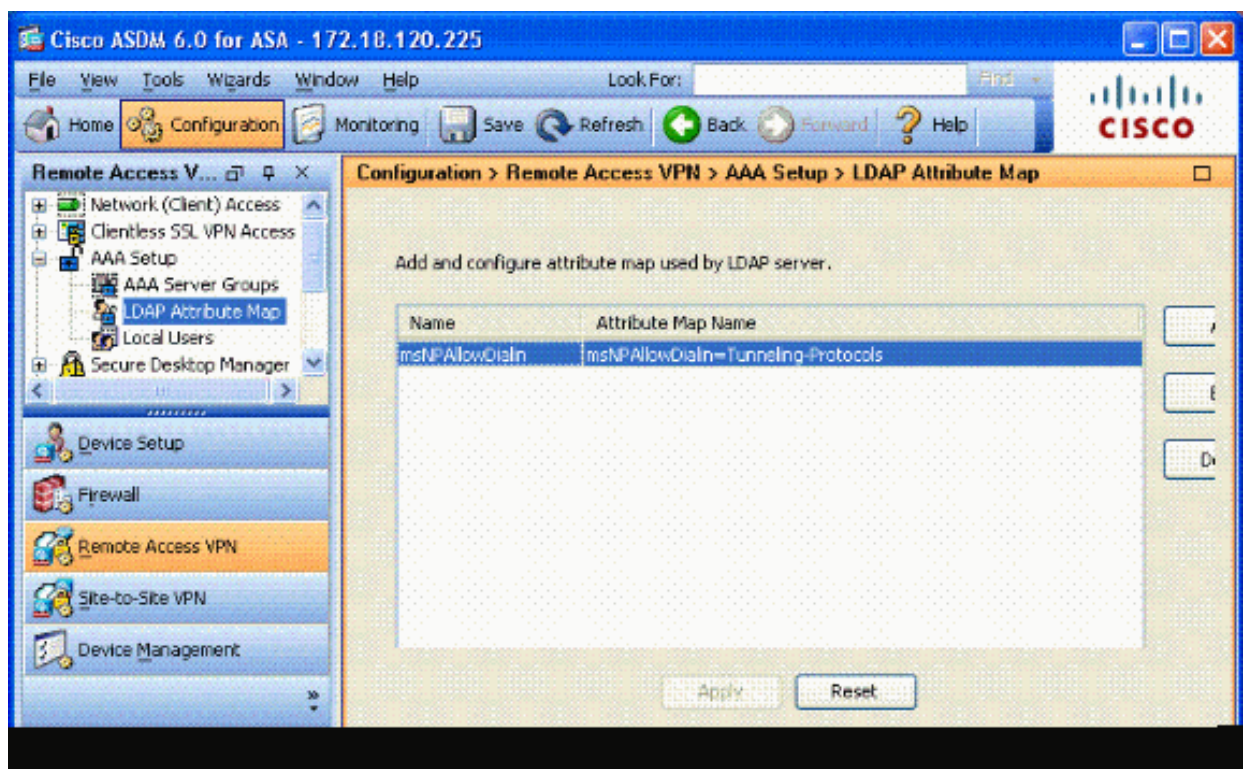 Cisco ASDM 6.0 for ASA - 172.18.120.225
File View Tools Wizards Window Help Look For: Find
Home Configuration Monitoring Save Refresh Back Forward Help
CISCO
Remote Access V...
Configuration > Remote Access VPN > AAA Setup > LDAP Attribute Map
Network (Client) Access
Clientless SSL VPN Access
AAA Setup
AAA Server Groups
LDAP Attribute Map
Local Users
Secure Desktop Manager
Add and configure attribute map used by LDAP server.
Name Attribute Map Name
msNPAllowDialin msNPAllowDialin=Tunneling-Protocols
Device Setup
Firewall
Remote Access VPN
Site-to-Site VPN
Device Management
Apply Reset